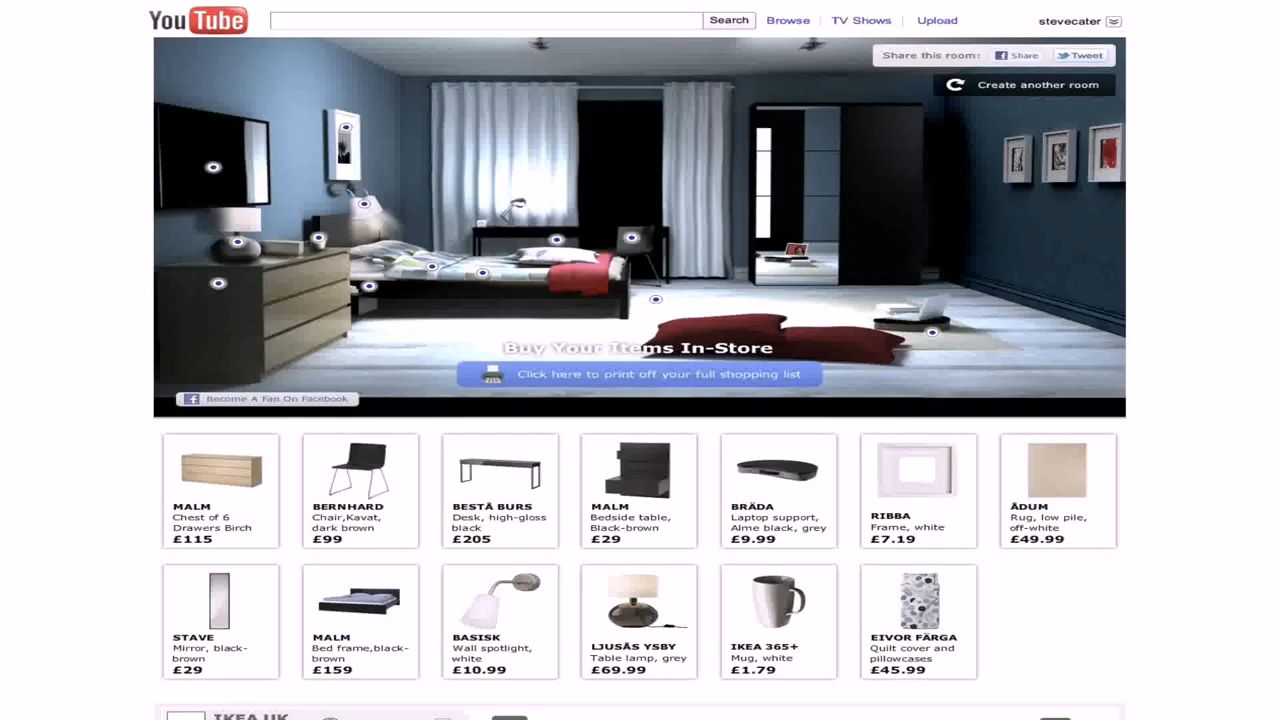 YouTube
Search
Browse
TV Shows
Upload
stevecater
Share this room:
Share
Tweet
Create another room
Buy Your Items In-Store
Click here to print off your full shopping list
Become A Fan On Facebook
MALM
Chest of 6
Drawers Birch
£115
BERNHARD
Chair,Kavat,
dark brown
£99
BESTÅ BURS
Desk, high-gloss
black
£205
MALM
Bedside table,
Black-brown
£29
BRÄDA
Laptop support,
Alme black, grey
£9.99
RIBBA
Frame, white
£7.19
ÅDUM
Rug, low pile,
off-white
£49.99
STAVE
Mirror, black-
brown
£29
MALM
Bed frame,black-
brown
£159
BASISK
Wall spotlight,
white
£10.99
LJUSÅS YSBY
Table lamp, grey
£69.99
IKEA 365+
Mug, white
£1.79
EIVOR FÄRGA
Quilt cover and
pillowcases
£45.99
IKEA UK